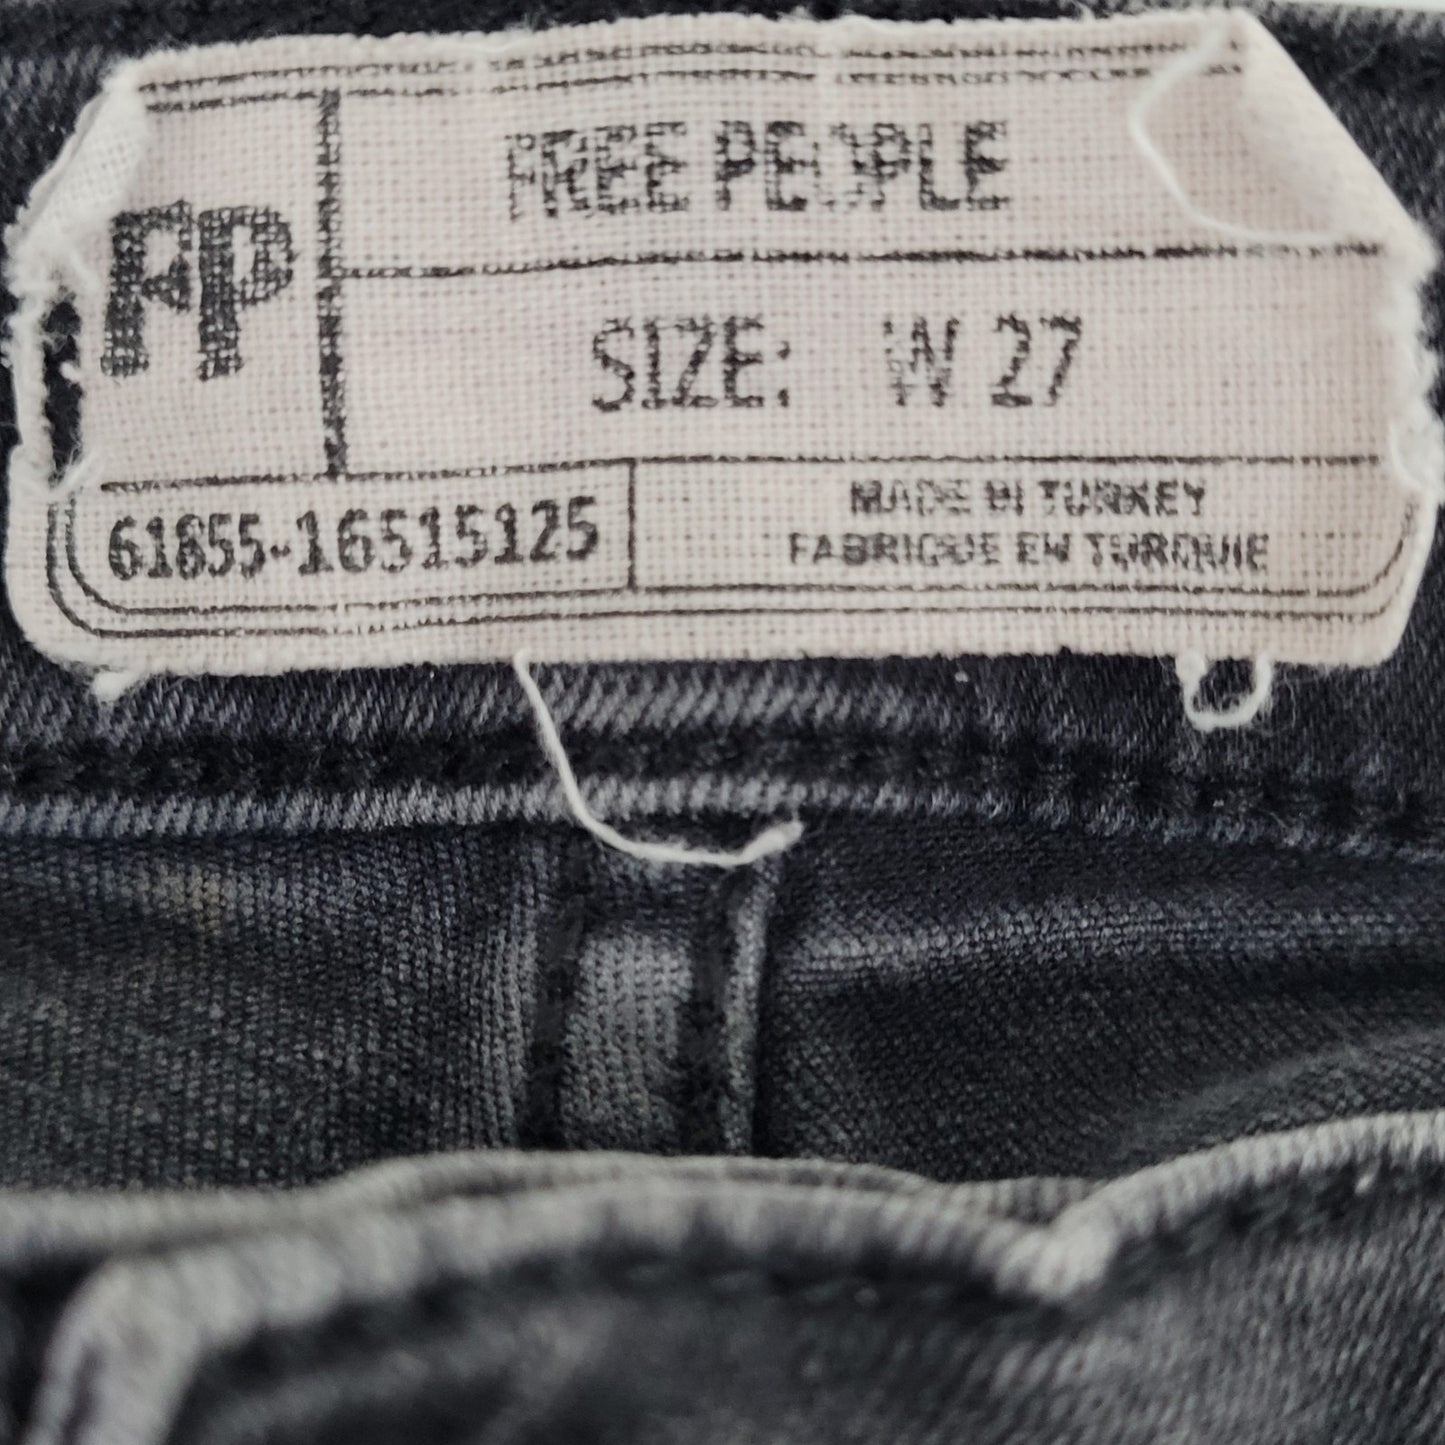 FREE PEOPLE
FP
SIZE: W 27
61855-16515125
MADE IN TURKEY
FABRIQUE EN TURQUIE